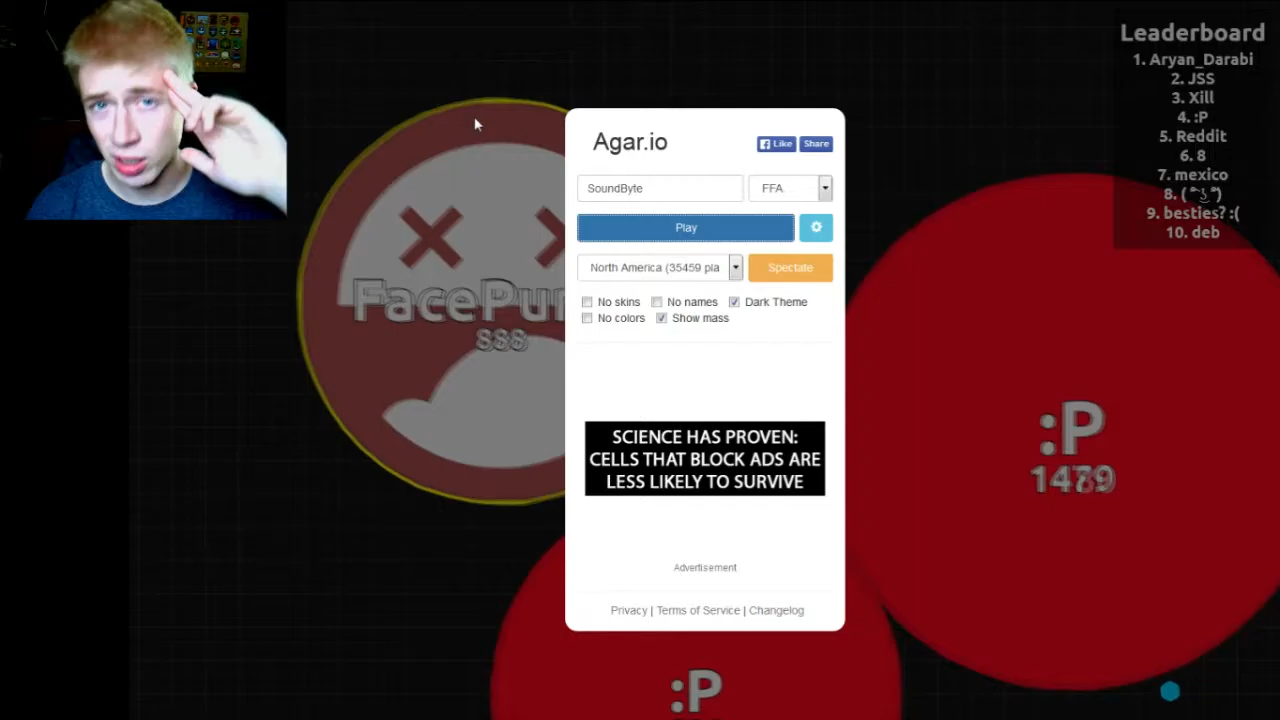 Leaderboard
1. Aryan_Darabi
2. JSS
3. Xill
4. :P
5. Reddit
6. 8
7. mexico
8. ( ͡° ͜ʖ ͡°)
9. besties? :(
10. deb
Agar.io
Like
Share
SoundByte
FFA
Play
North America (35459 pla
Spectate
No skins
No names
Dark Theme
No colors
Show mass
FacePun
888
SCIENCE HAS PROVEN:
CELLS THAT BLOCK ADS ARE
LESS LIKELY TO SURVIVE
:P
Advertisement
Privacy | Terms of Service | Changelog
:P